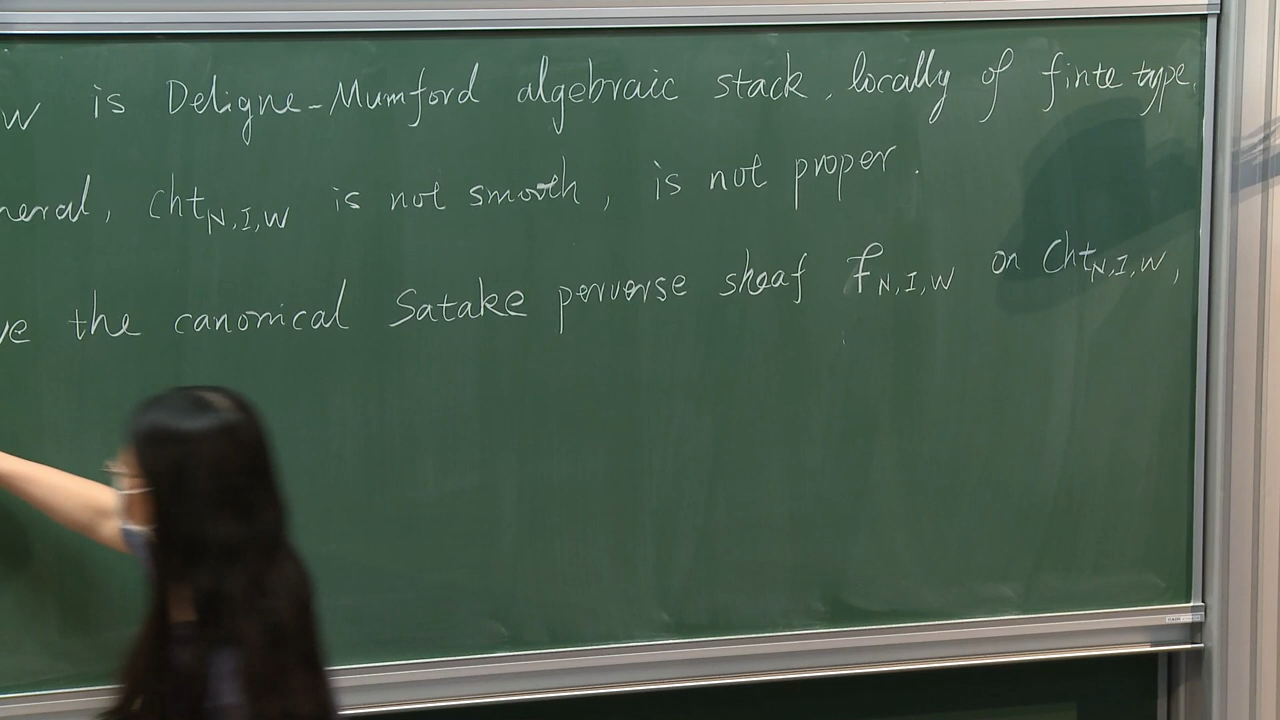 W is Deligne-Mumford algebraic stack, locally of finte type.
neral, Cht_{N,I,W} is not smooth, is not proper.
ve the canonical Satake perverse sheaf F_{N,I,W} on Cht_{N,I,W},